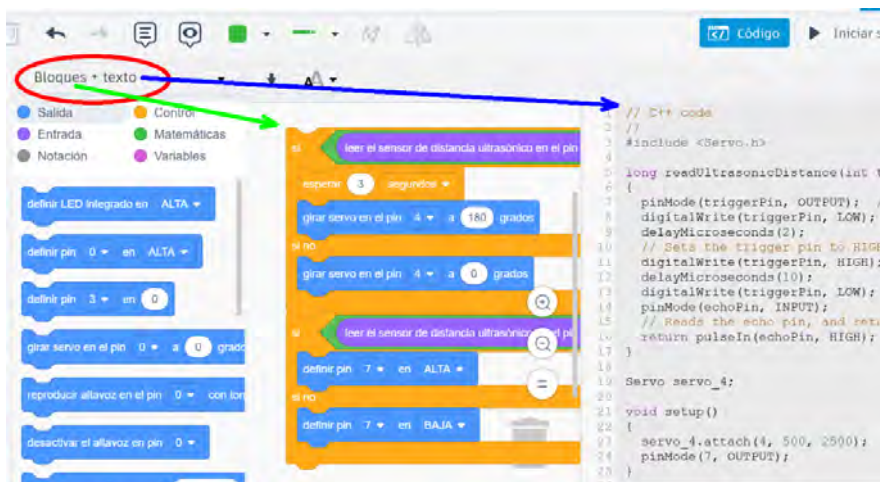 Código
Iniciar s
Bloques + texto
Salida
Control
Entrada
Matemáticas
Notación
Variables
definir LED integrado en ALTA
definir pin 0 en ALTA
definir pin 3 en 0
girar servo en el pin 0 a 0 grado
reproducir altavoz en el pin 0 con ton
desactivar el altavoz en pin 0
si leer el sensor de distancia ultrasónico en el pin
esperar 3 segundos
girar servo en el pin 4 a 180 grados
si no
girar servo en el pin 4 a 0 grados
si leer el sensor de distancia ultrasónico
definir pin 7 en ALTA
si no
definir pin 7 en BAJA
1 // C++ code
2 //
3 #include <Servo.h>
4
5 long readUltrasonicDistance(int t
6 {
7 pinMode(triggerPin, OUTPUT); /
8 digitalWrite(triggerPin, LOW);
9 delayMicroseconds(2);
10 // Sets the trigger pin to HIGH
11 digitalWrite(triggerPin, HIGH);
12 delayMicroseconds(10);
13 digitalWrite(triggerPin, LOW);
14 pinMode(echoPin, INPUT);
15 // Reads the echo pin, and retu
16 return pulseIn(echoPin, HIGH);
17 }
18
19 Servo servo_4;
20
21 void setup()
22 {
23 servo_4.attach(4, 500, 2500);
24 pinMode(7, OUTPUT);
25 }